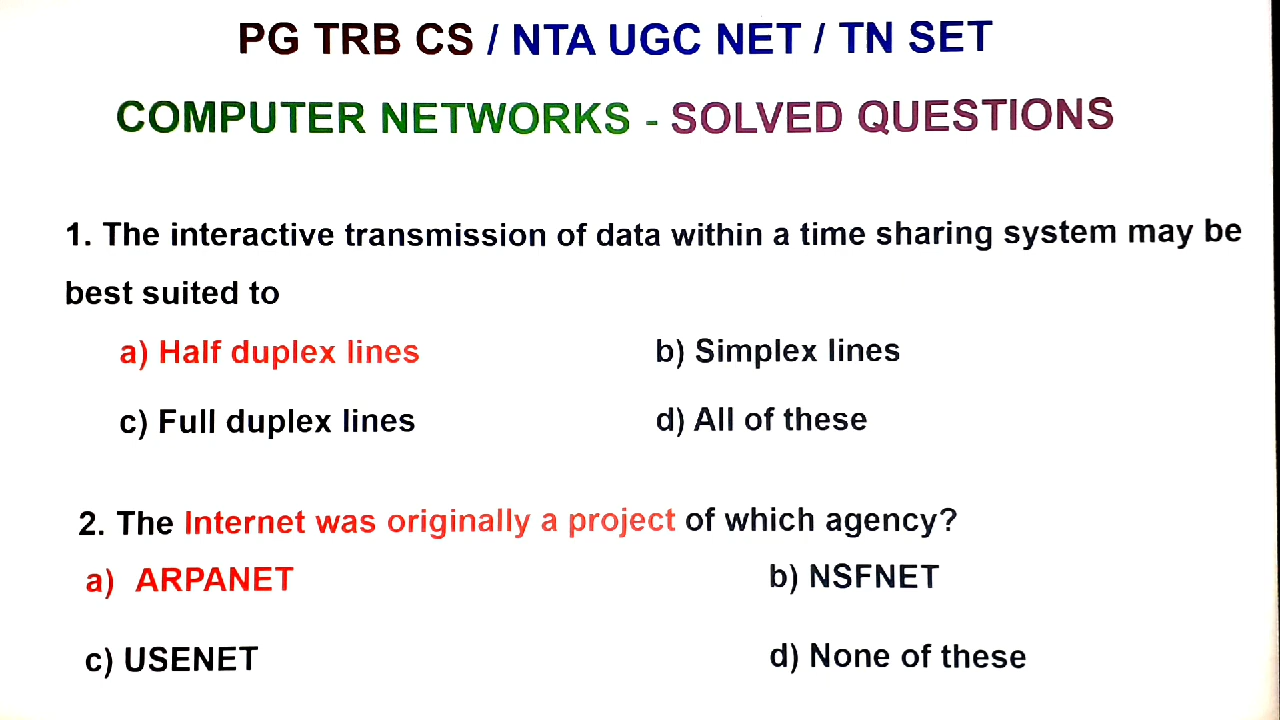 PG TRB CS / NTA UGC NET / TN SET
COMPUTER NETWORKS - SOLVED QUESTIONS
1. The interactive transmission of data within a time sharing system may be
best suited to
a) Half duplex lines b) Simplex lines
c) Full duplex lines d) All of these
2. The Internet was originally a project of which agency?
a) ARPANET b) NSFNET
c) USENET d) None of these